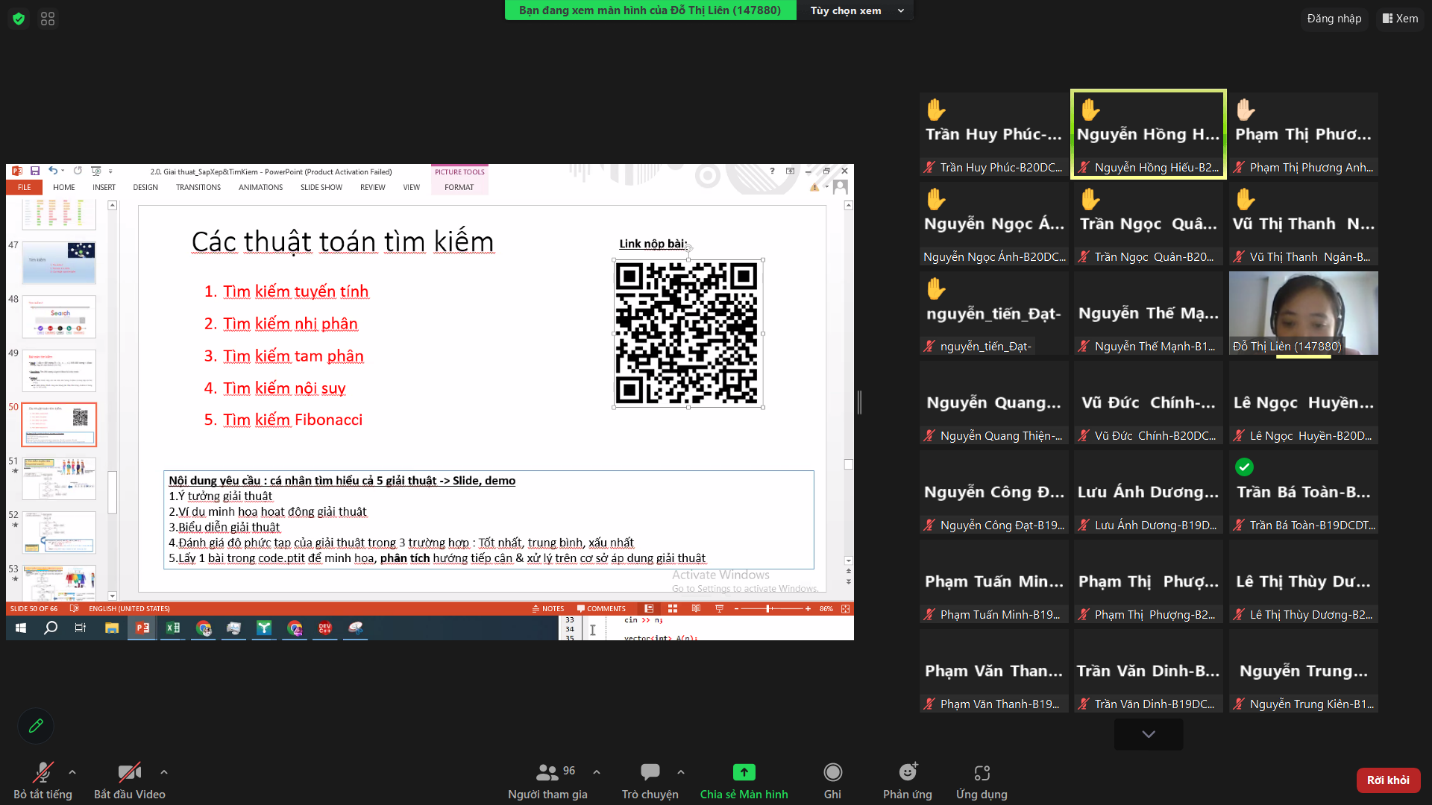 Bạn đang xem màn hình của Đỗ Thị Liên (147880)
Tùy chọn xem
Đăng nhập
Xem
2.0. Giai thuat_SapXep&TimKiem - PowerPoint (Product Activation Failed)
PICTURE TOOLS
FILE
HOME
INSERT
DESIGN
TRANSITIONS
ANIMATIONS
SLIDE SHOW
REVIEW
VIEW
FORMAT
47
48
Search
49
50
51
52
53
Các thuật toán tìm kiếm
Link nộp bài:
1. Tìm kiếm tuyến tính
2. Tìm kiếm nhị phân
3. Tìm kiếm tam phân
4. Tìm kiếm nội suy
5. Tìm kiếm Fibonacci
Nội dung yêu cầu : cá nhân tìm hiểu cả 5 giải thuật -> Slide, demo
1.Ý tưởng giải thuật
2.Ví dụ minh họa hoạt động giải thuật
3.Biểu diễn giải thuật
4.Đánh giá độ phức tạp của giải thuật trong 3 trường hợp : Tốt nhất, trung bình, xấu nhất
5.Lấy 1 bài trong code.ptit để minh họa, phân tích hướng tiếp cận & xử lý trên cơ sở áp dụng giải thuật
Activate Windows
Go to Settings to activate Windows.
SLIDE 50 OF 66
ENGLISH (UNITED STATES)
NOTES
COMMENTS
86%
33
cin >> n;
34
35
vector<int> A(n);
Trần Huy Phúc-...
Trần Huy Phúc-B20DC...
Nguyễn Hồng H...
Nguyễn Hồng Hiếu-B2...
Phạm Thị Phươ...
Phạm Thị Phương Anh...
Nguyễn Ngọc Á...
Nguyễn Ngọc Ánh-B20DC...
Trần Ngọc Quâ...
Trần Ngọc Quân-B20...
Vũ Thị Thanh N...
Vũ Thị Thanh Ngân-B...
nguyễn_tiến_Đạt-
nguyễn_tiến_Đạt-
Nguyễn Thế Mạ...
Nguyễn Thế Mạnh-B1...
Đỗ Thị Liên (147880)
Nguyễn Quang...
Nguyễn Quang Thiện-...
Vũ Đức Chính-...
Vũ Đức Chính-B20DC...
Lê Ngọc Huyền...
Lê Ngọc Huyền-B20D...
Nguyễn Công Đ...
Nguyễn Công Đạt-B19...
Lưu Ánh Dương...
Lưu Ánh Dương-B19D...
Trần Bá Toàn-B...
Trần Bá Toàn-B19DCDT...
Phạm Tuấn Min...
Phạm Tuấn Minh-B19...
Phạm Thị Phượ...
Phạm Thị Phượng-B2...
Lê Thị Thùy Dư...
Lê Thị Thùy Dương-B2...
Phạm Văn Than...
Phạm Văn Thanh-B19...
Trần Văn Dinh-B...
Trần Văn Dinh-B19DC...
Nguyễn Trung...
Nguyễn Trung Kiên-B1...
Bỏ tắt tiếng
Bắt đầu Video
96
Người tham gia
Trò chuyện
Chia sẻ Màn hình
Ghi
Phản ứng
Ứng dụng
Rời khỏi